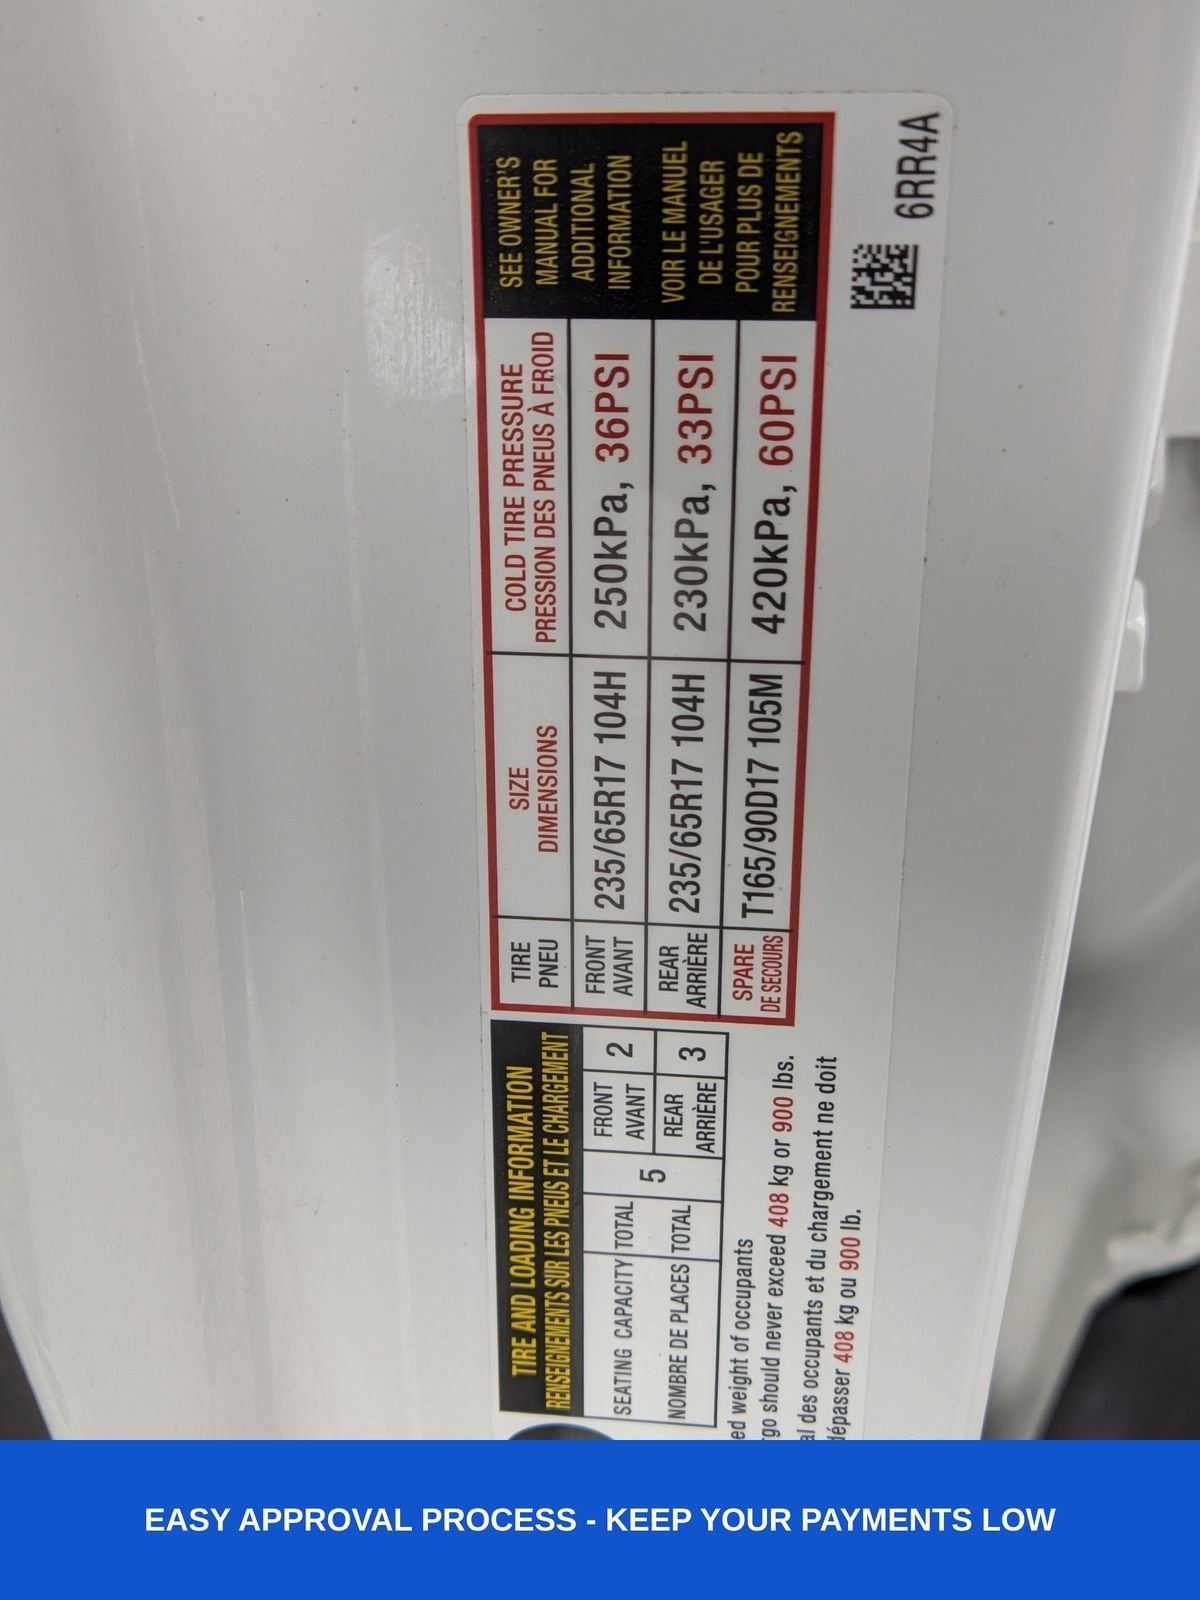 TIRE AND LOADING INFORMATION
RENSEIGNEMENTS SUR LES PNEUS ET LE CHARGEMENT
SEATING CAPACITY
NOMBRE DE PLACES
TOTAL
TOTAL
5
FRONT
AVANT
2
REAR
ARRIÈRE
3
ed weight of occupants
rgo should never exceed 408 kg or 900 lbs.
al des occupants et du chargement ne doit
dépasser 408 kg ou 900 lb.
TIRE
PNEU
SIZE
DIMENSIONS
COLD TIRE PRESSURE
PRESSION DES PNEUS À FROID
FRONT
AVANT
235/65R17 104H
250kPa, 36PSI
REAR
ARRIÈRE
235/65R17 104H
230kPa, 33PSI
SPARE
DE SECOURS
T165/90D17 105M
420kPa, 60PSI
SEE OWNER'S
MANUAL FOR
ADDITIONAL
INFORMATION
VOIR LE MANUEL
DE L'USAGER
POUR PLUS DE
RENSEIGNEMENTS
6RR4A
EASY APPROVAL PROCESS - KEEP YOUR PAYMENTS LOW